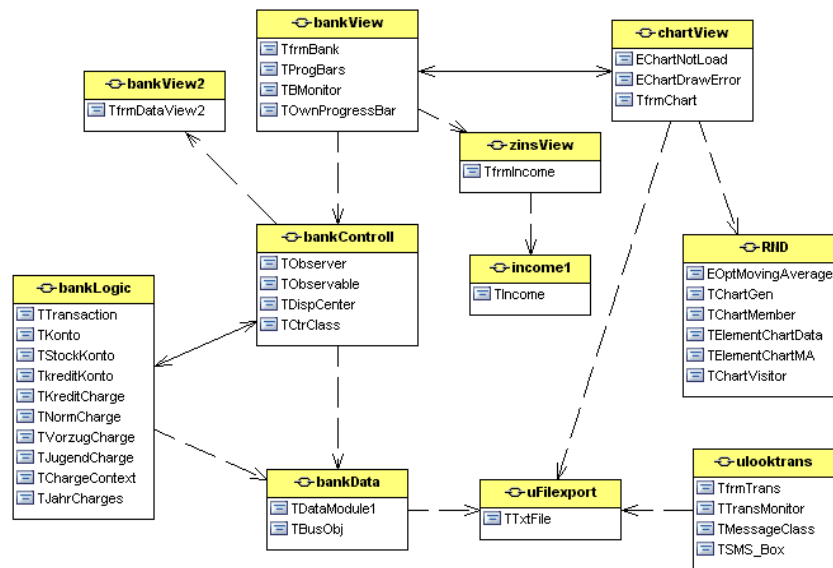 bankView
TfrmBank
TProgBars
TBMonitor
TOwnProgressBar
chartView
EChartNotLoad
EChartDrawError
TfrmChart
bankView2
TfrmDataView2
zinsView
TfrmIncome
bankControll
TObserver
TObservable
TDispCenter
TCtrClass
income1
TIncome
RND
EOptMovingAverage
TChartGen
TChartMember
TElementChartData
TElementChartMA
TChartVisitor
bankLogic
TTransaction
TKonto
TStockKonto
TkreditKonto
TKreditCharge
TNormCharge
TVorzugCharge
TJugendCharge
TChargeContext
TJahrCharges
bankData
TDataModule1
TBusObj
uFilexport
TTxtFile
ulooktrans
TfrmTrans
TTransMonitor
TMessageClass
TSMS_Box